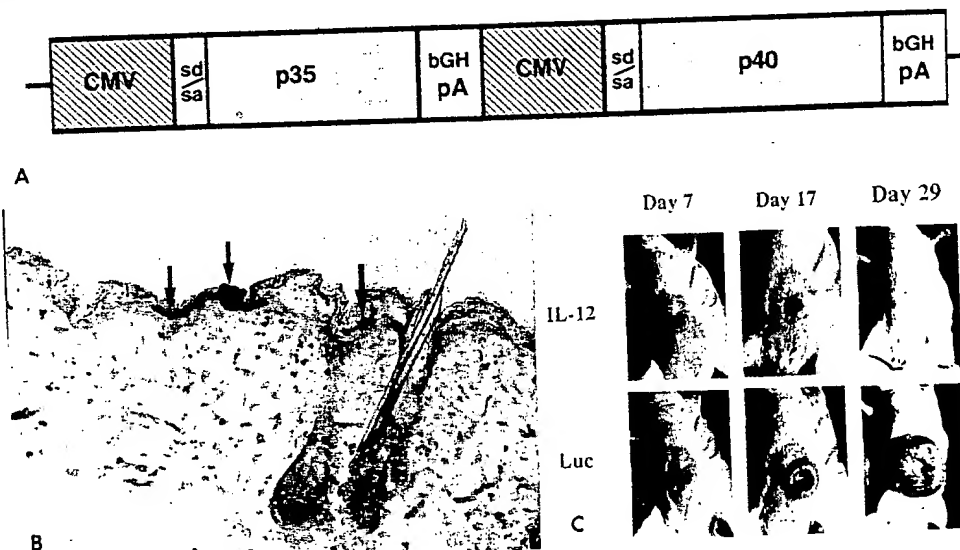 CMV sd/sa p35 bGH pA CMV sd/sa p40 bGH pA
A
Day 7 Day 17 Day 29
IL-12
Luc
B
C